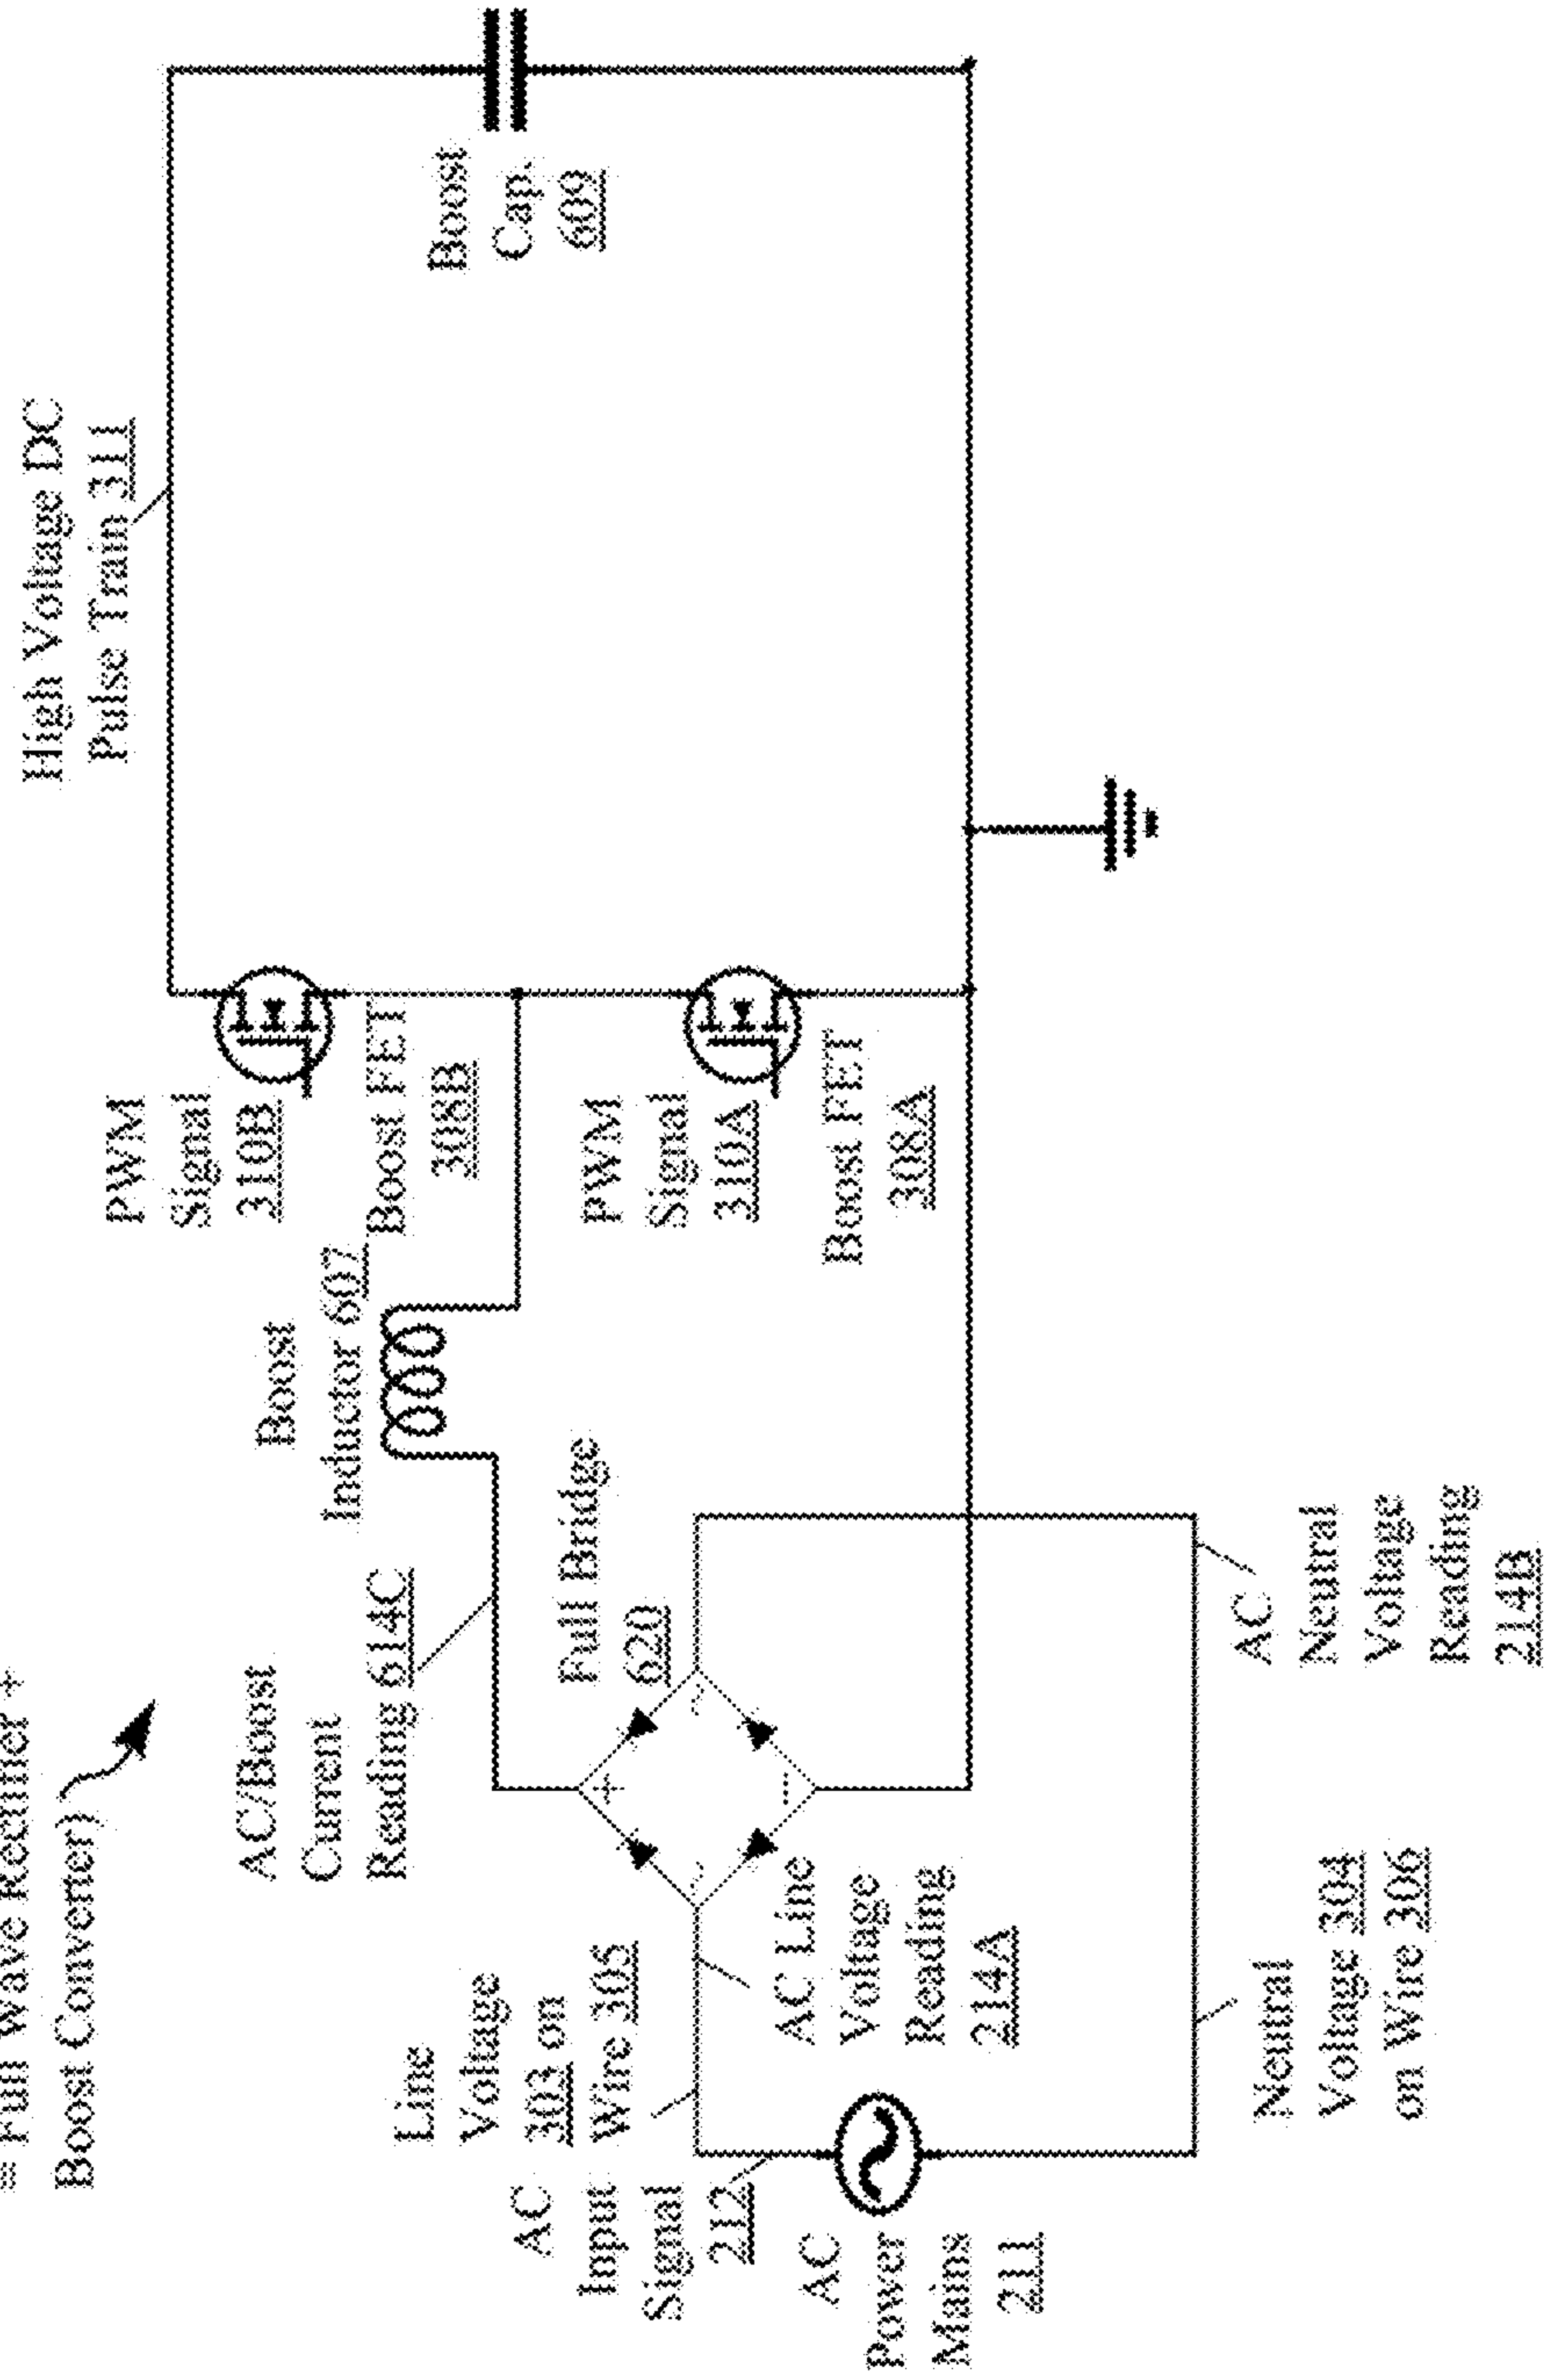 = Full Wave Rectifier +
Boost Converter)
High Voltage DC
Pulse Train 311
PWM
Signal
310B
Boost FET
308B
Boost
Inductor 607
AC/Boost
Current
Reading 614C
Full Bridge
620
+
~
~
--
Boost
Cap.
609
PWM
Signal
310A
Boost FET
308A
Line
Voltage
303 on
Wire 305
AC
Input
Signal
212
AC Line
Voltage
Reading
214A
AC
Power
Mains
211
AC
Neutral
Voltage
Reading
214B
Neutral
Voltage 304
on Wire 306